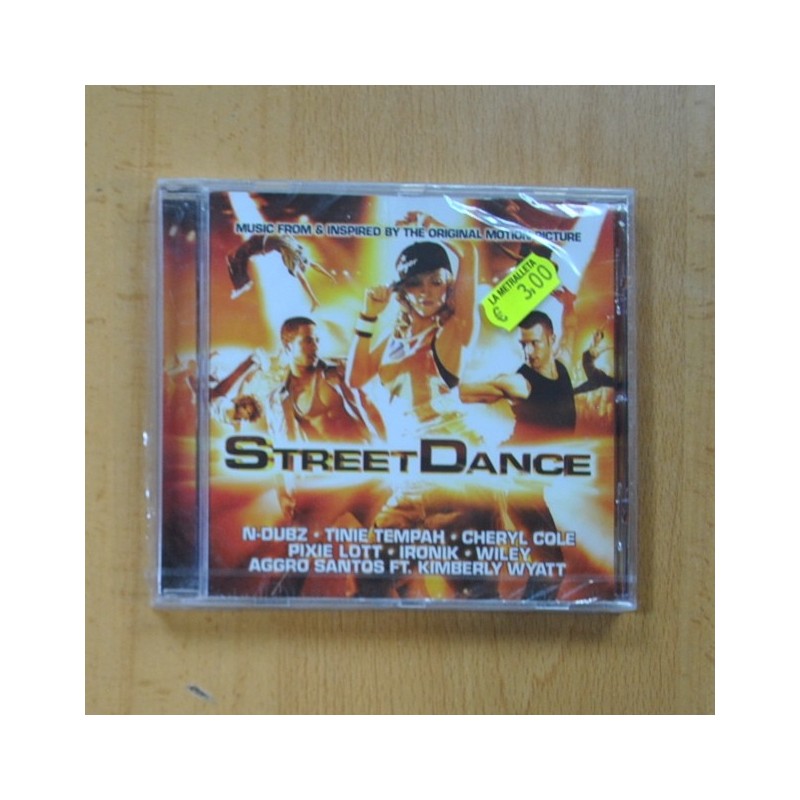 MUSIC FROM & INSPIRED BY THE ORIGINAL MOTION PICTURE
LA METRALLETA
€ 3,00
STREETDANCE
N-DUBZ · TINIE TEMPAH · CHERYL COLE
PIXIE LOTT · IRONIK · WILEY
AGGRO SANTOS FT. KIMBERLY WYATT